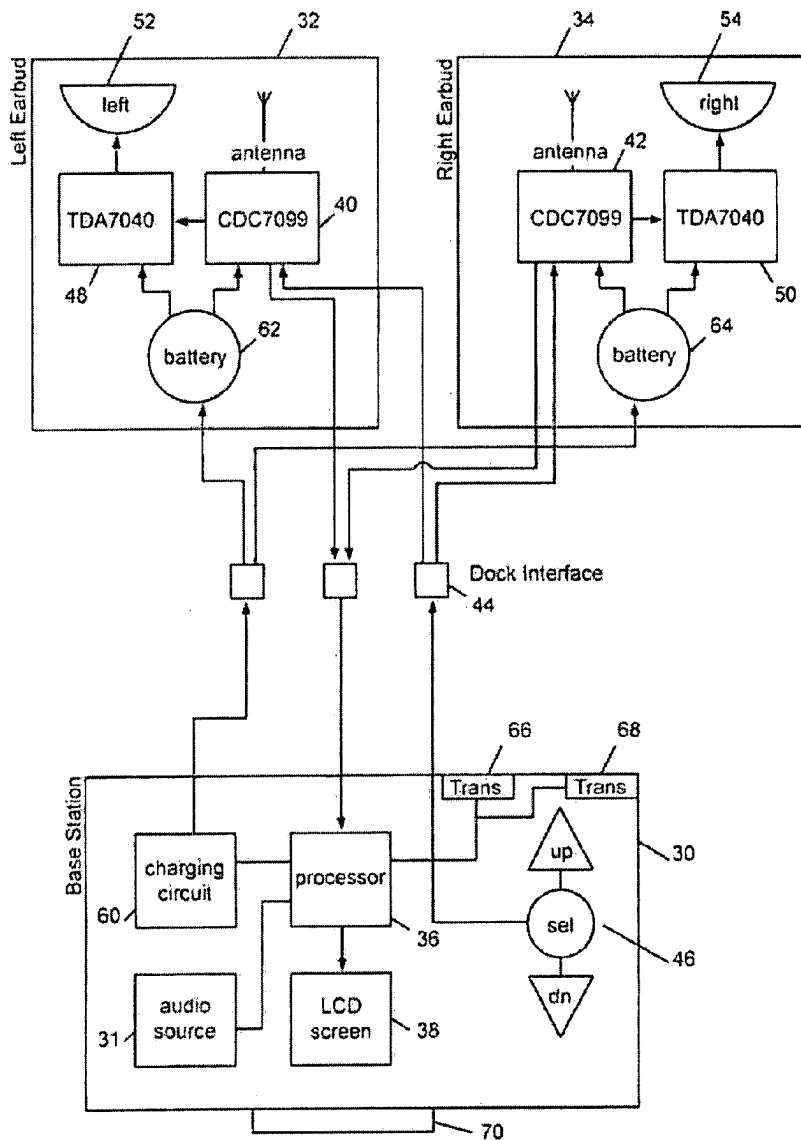 52
32
34
54
Left Earbud
left
antenna
TDA7040
CDC7099
40
48
62
battery
Right Earbud
right
antenna
42
CDC7099
TDA7040
50
64
battery
Dock Interface
44
66
68
Trans
Trans
Base Station
30
charging
circuit
60
processor
36
up
sel
46
dn
audio
source
31
LCD
screen
38
70